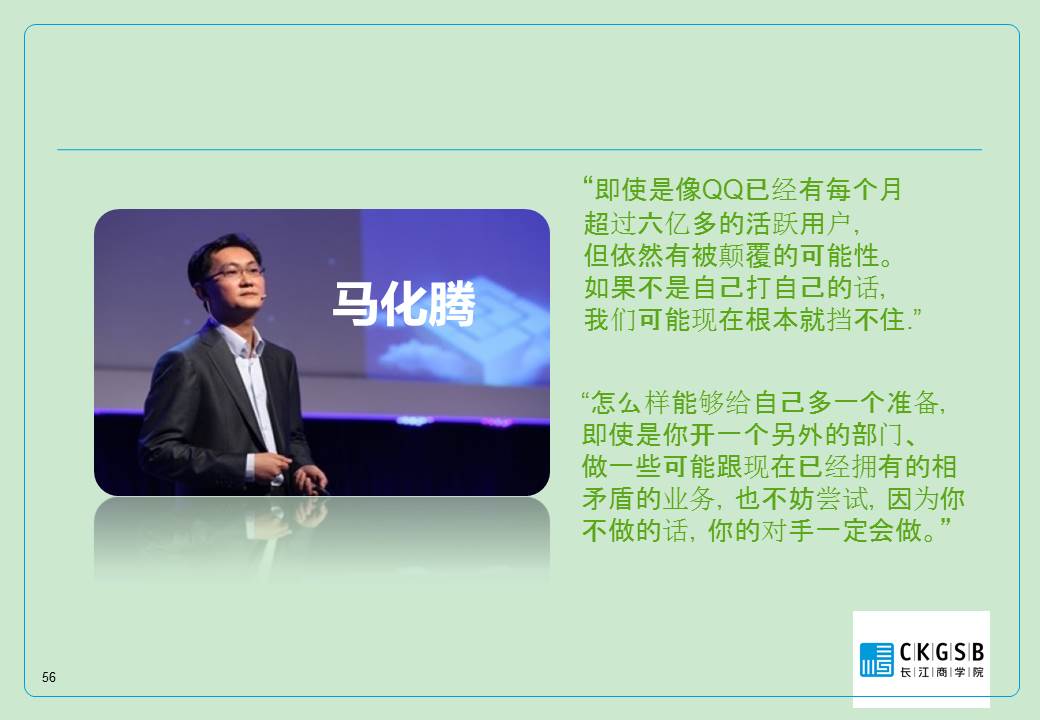 “即使是像QQ已经有每个月
超过六亿多的活跃用户,
但依然有被颠覆的可能性。
如果不是自己打自己的话,
我们可能现在根本就挡不住.”
马化腾
“怎么样能够给自己多一个准备,
即使是你开一个另外的部门、
做一些可能跟现在已经拥有的相
矛盾的业务, 也不妨尝试, 因为你
不做的话, 你的对手一定会做。”
CKGSB
长江商学院
56